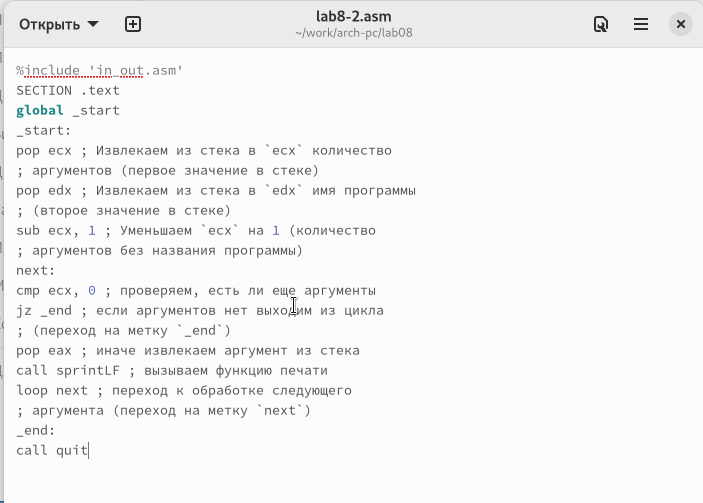 Открыть
lab8-2.asm
~/work/arch-pc/lab08
%include 'in_out.asm'
SECTION .text
global _start
_start:
pop ecx ; Извлекаем из стека в `ecx` количество
; аргументов (первое значение в стеке)
pop edx ; Извлекаем из стека в `edx` имя программы
; (второе значение в стеке)
sub ecx, 1 ; Уменьшаем `ecx` на 1 (количество
; аргументов без названия программы)
next:
cmp ecx, 0 ; проверяем, есть ли еще аргументы
jz _end ; если аргументов нет выходим из цикла
; (переход на метку `_end`)
pop eax ; иначе извлекаем аргумент из стека
call sprintLF ; вызываем функцию печати
loop next ; переход к обработке следующего
; аргумента (переход на метку `next`)
_end:
call quit